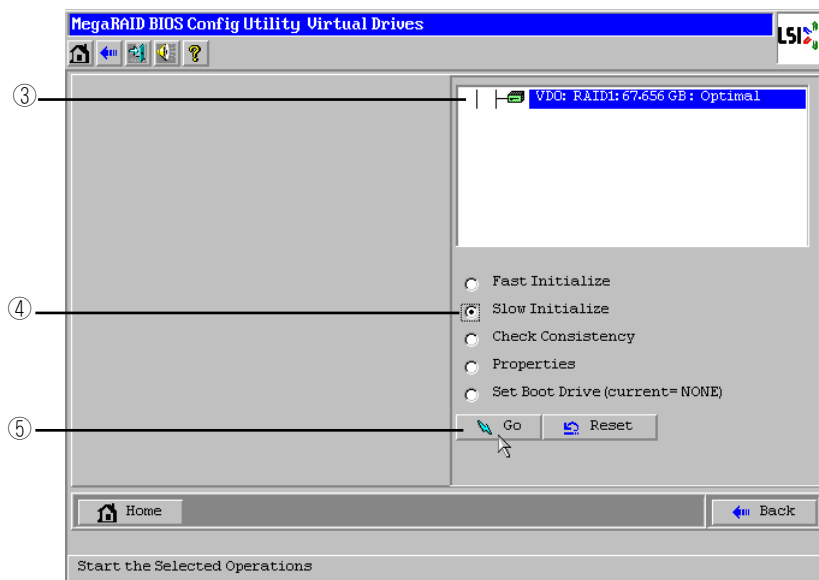 MegaRAID BIOS Config Utility Virtual Drives
LSI
③
VD0: RAID1: 67.656 GB: Optimal
Fast Initialize
④
Slow Initialize
Check Consistency
Properties
Set Boot Drive (current= NONE)
⑤
Go Reset
Home Back
Start the Selected Operations